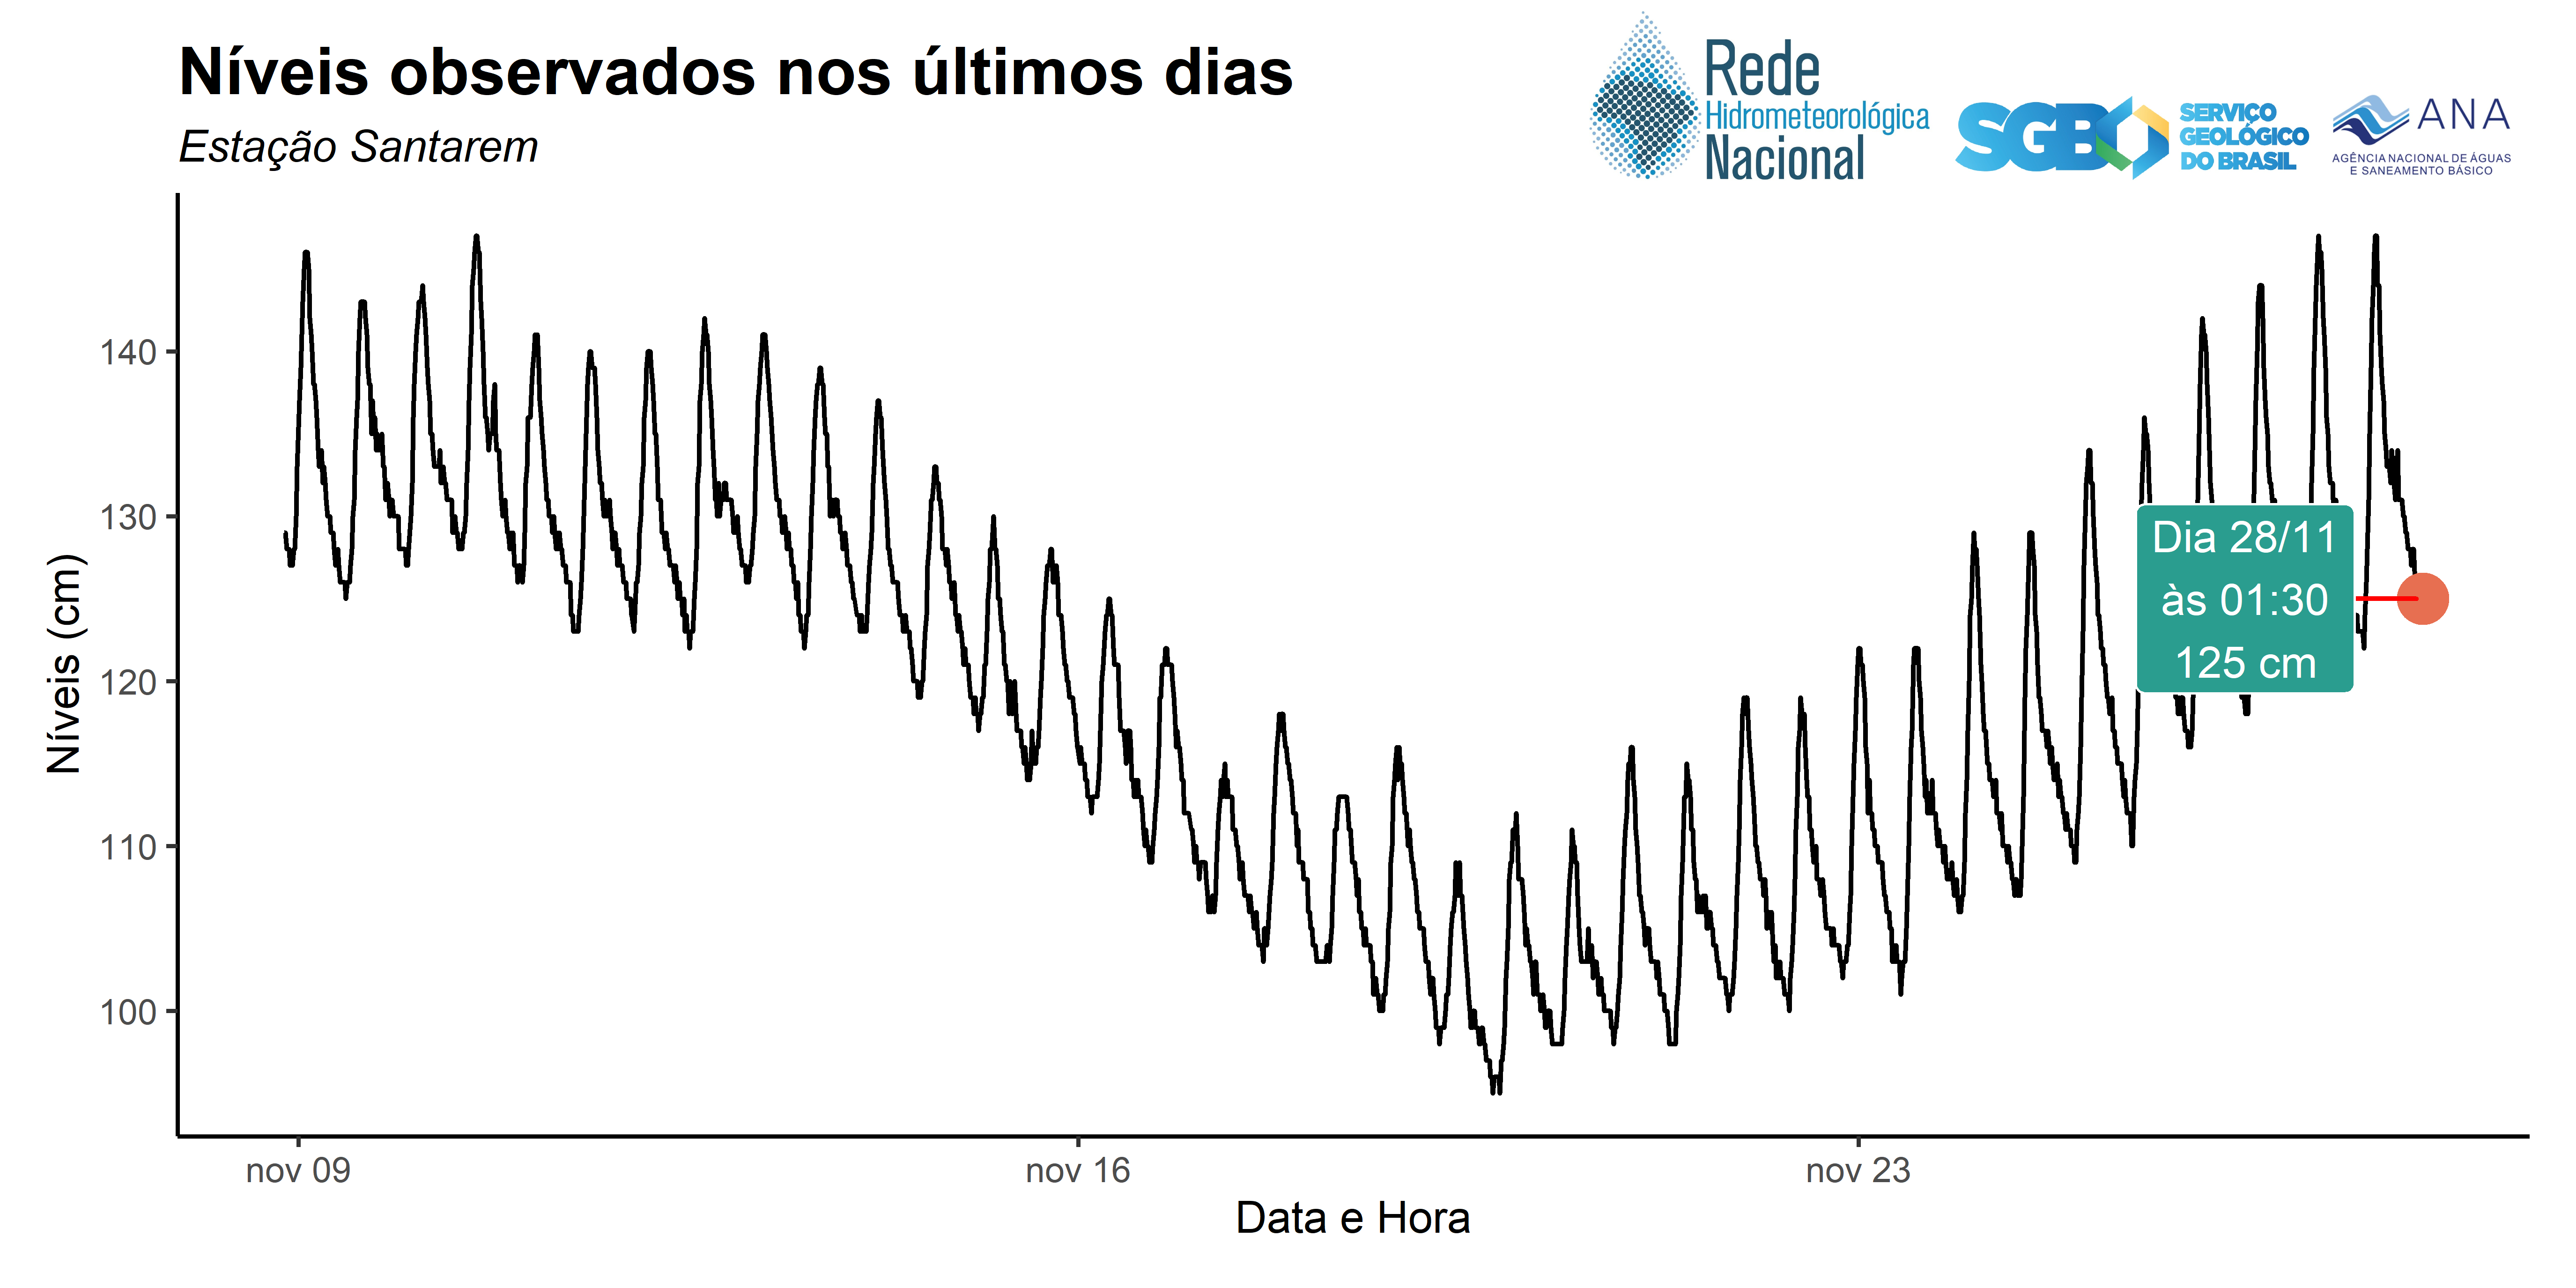 Níveis observados nos últimos dias
Estação Santarem
Rede
Hidrometeorológica
Nacional
SGB
SERVIÇO
GEOLÓGICO
DO BRASIL
ANA
AGÊNCIA NACIONAL DE ÁGUAS
E SANEAMENTO BÁSICO
Níveis (cm)
140
130
120
110
100
Dia 28/11
às 01:30
125 cm
nov 09
nov 16
nov 23
Data e Hora